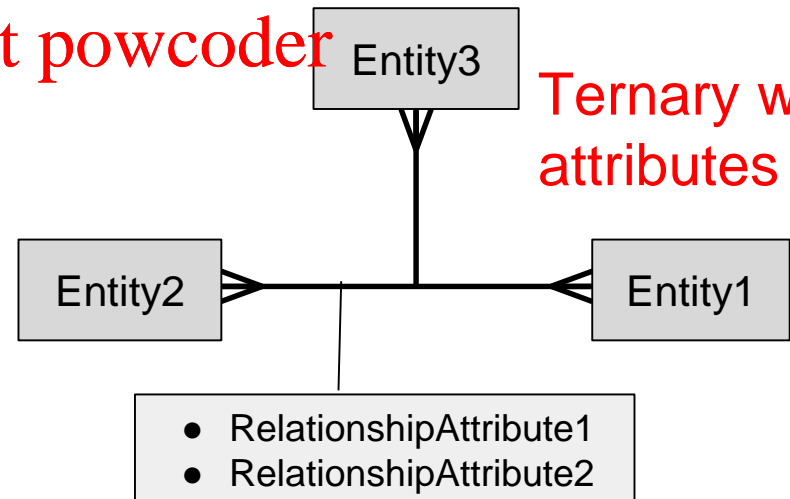 t powcoder
Entity3
Ternary w
attributes
Entity2
Entity1
● RelationshipAttribute1
● RelationshipAttribute2